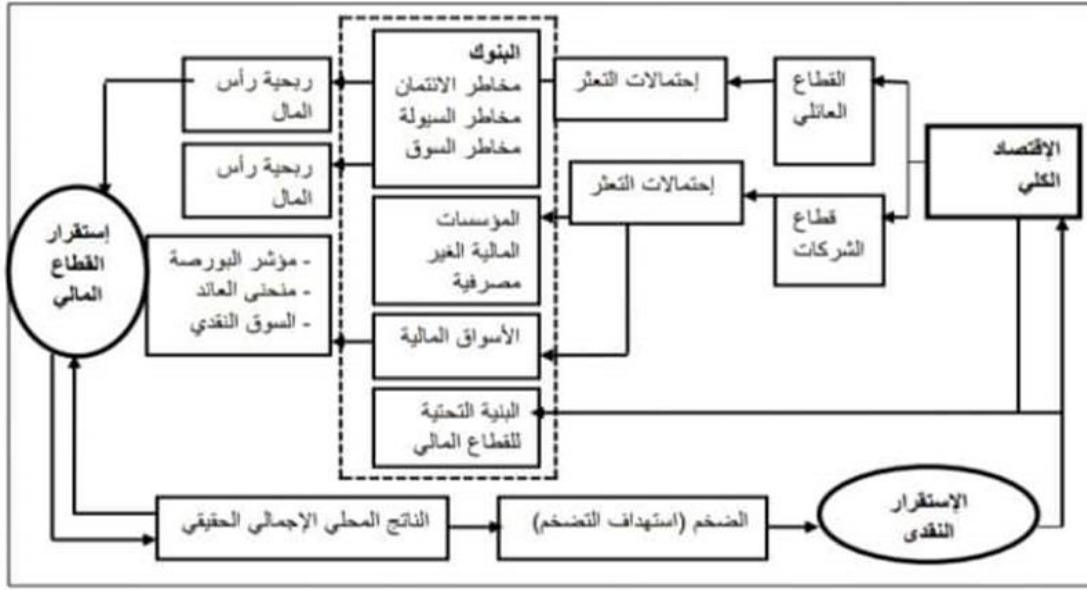 الإقتصاد
الكلي
القطاع
العائلي
قطاع
الشركات
إحتمالات التعثر
إحتمالات التعثر
البنوك
مخاطر الائتمان
مخاطر السيولة
مخاطر السوق
المؤسسات
المالية الغير
مصرفية
الأسواق المالية
البنية التحتية
للقطاع المالي
ربحية رأس
المال
ربحية رأس
المال
- مؤشر البورصة
- منحنى العائد
- السوق النقدي
إستقرار
القطاع
المالي
الناتج المحلي الإجمالي الحقيقي
الضخم (استهداف التضخم)
الإستقرار
النقدى